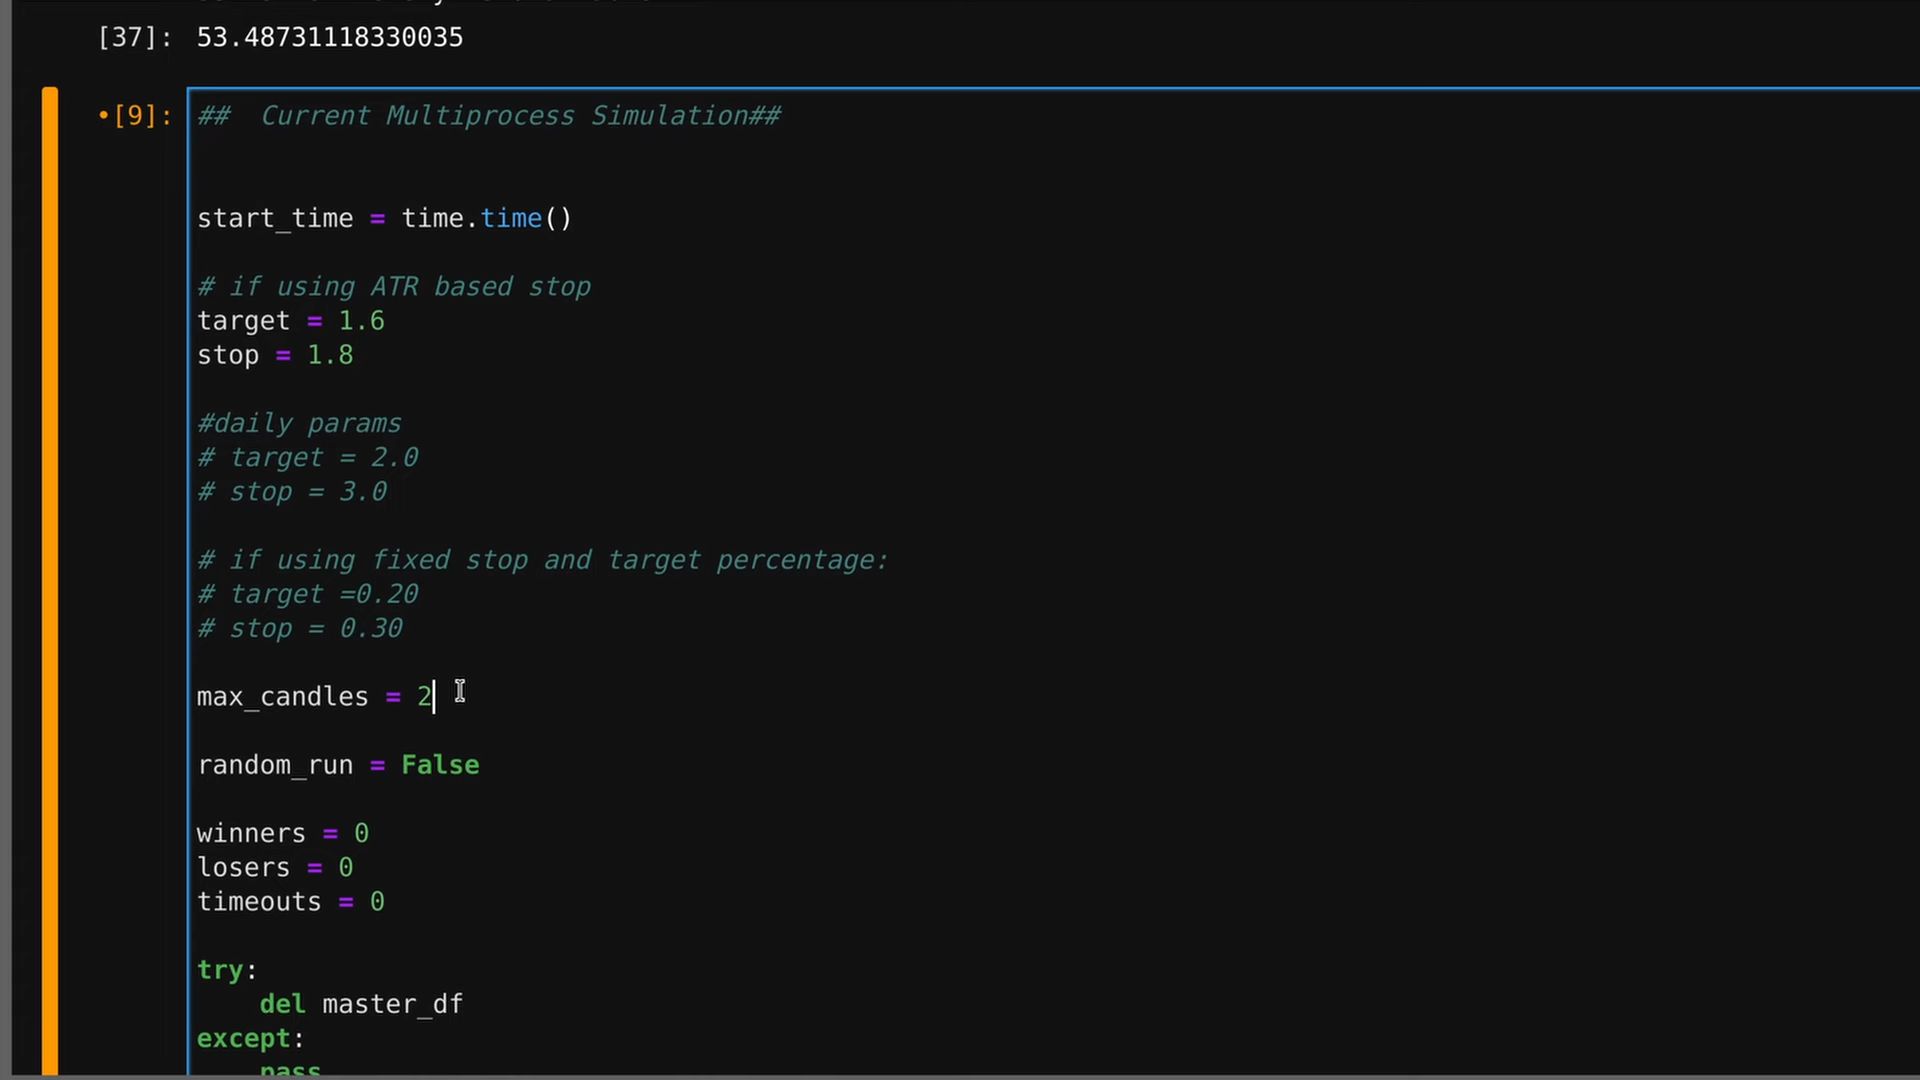 [37]: 53.48731118330035
•[9]: ##  Current Multiprocess Simulation##
start_time = time.time()
# if using ATR based stop
target = 1.6
stop = 1.8
#daily params
# target = 2.0
# stop = 3.0
# if using fixed stop and target percentage:
# target =0.20
# stop = 0.30
max_candles = 2
random_run = False
winners = 0
losers = 0
timeouts = 0
try:
    del master_df
except:
    pass